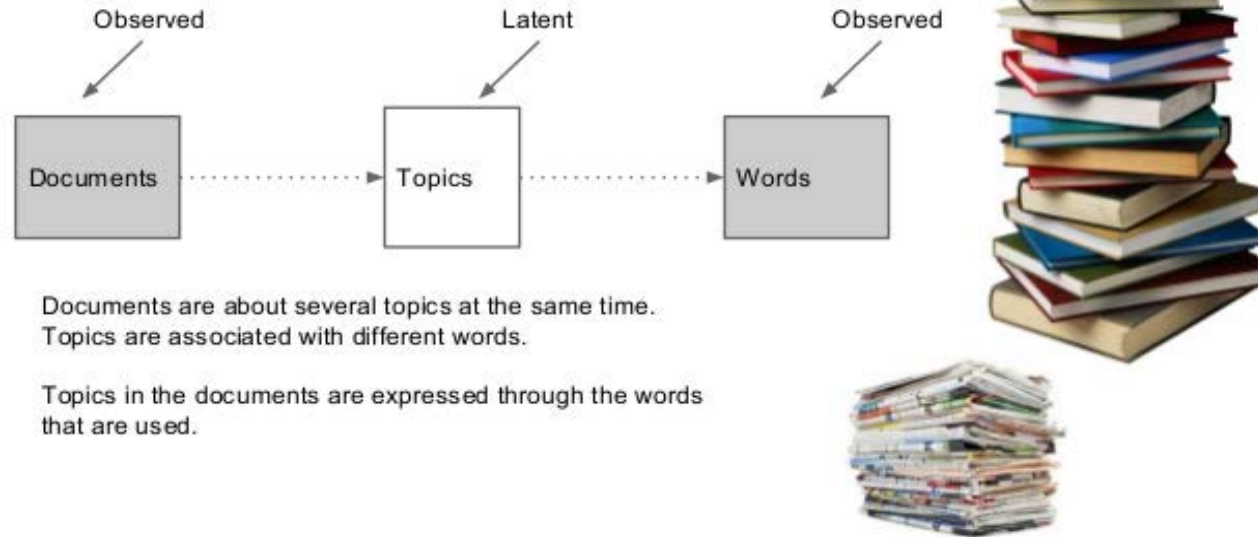 Observed
Latent
Observed
Documents
Topics
Words
Documents are about several topics at the same time.
Topics are associated with different words.
Topics in the documents are expressed through the words
that are used.